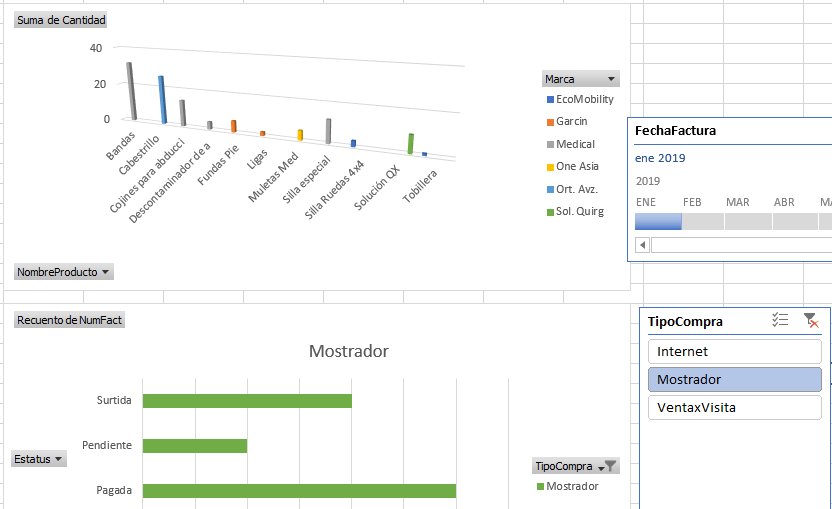 Suma de Cantidad
40
20
0
Bandas
Cabestrillo
Cojines para abducci
Descontaminador de a
Fundas Pie
Ligas
Muletas Med
Silla especial
Silla Ruedas 4x4
Solución QX
Tobillera
Marca
EcoMobility
Garcin
Medical
One Asia
Ort. Avz.
Sol. Quirg
NombreProducto
FechaFactura
ene 2019
2019
ENE FEB MAR ABR
Recuento de NumFact
Mostrador
Surtida
Pendiente
Pagada
Estatus
TipoCompra
Mostrador
TipoCompra
Internet
Mostrador
VentaxVisita